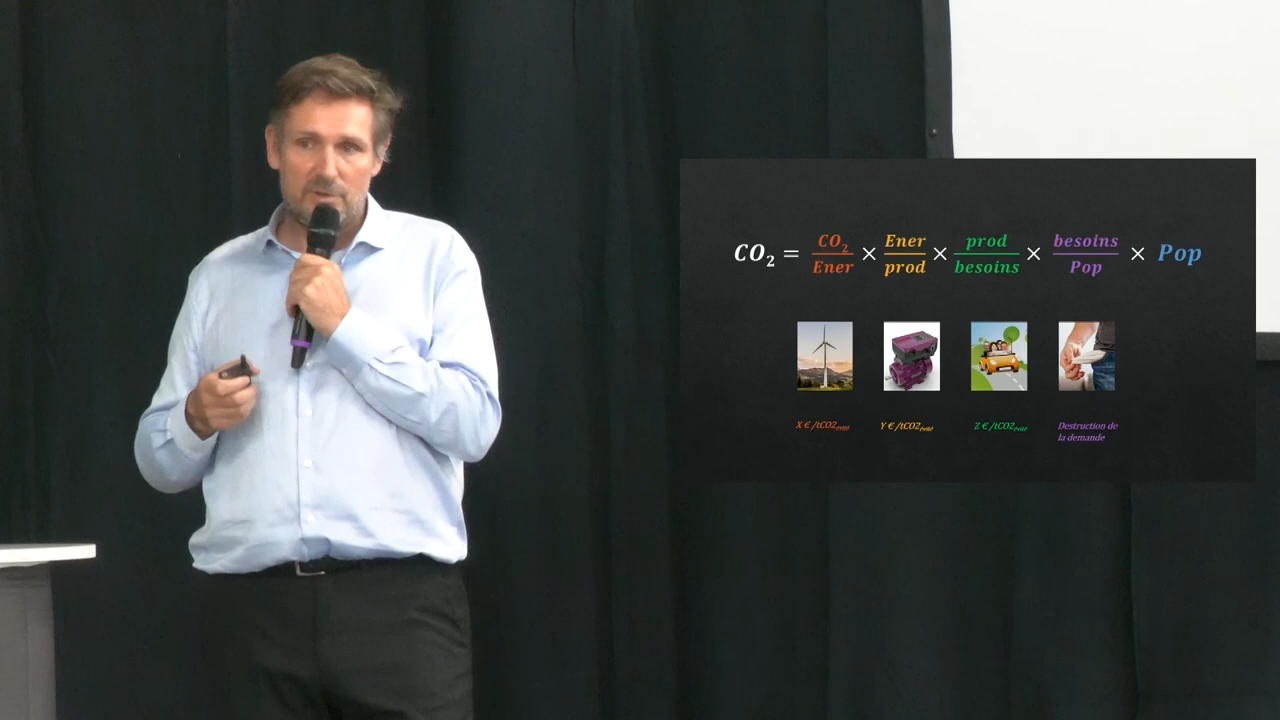 CO₂ = CO₂/Ener × Ener/prod × prod/besoins × besoins/Pop × Pop
X € /tCO2évité Y € /tCO2évité Z € /tCO2évité Destruction de
la demande